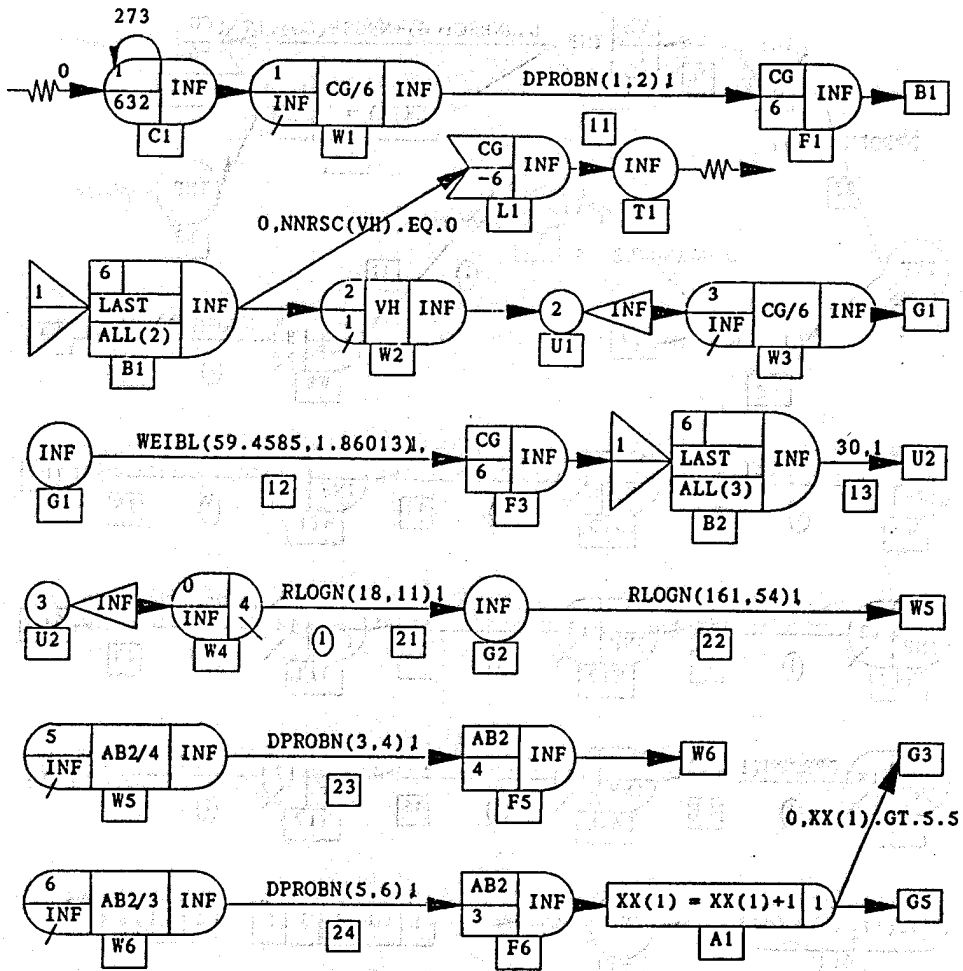 273
0
1
632
INF
C1
1
INF
CG/6
INF
W1
DPROBN(1,2),1
11
CG
6
INF
F1
B1
CG
-6
INF
L1
INF
T1
0,NNRSC(VH).EQ.0
1
6
LAST
ALL(2)
INF
B1
2
1
VH
INF
W2
2
U1
INF
3
INF
CG/6
INF
W3
G1
INF
G1
WEIBL(59.4585,1.86013),1,
12
CG
6
INF
F3
1
6
LAST
ALL(3)
INF
B2
30,1
13
U2
3
U2
INF
0
INF
4
W4
RLOGN(18,11),1
1
21
INF
G2
RLOGN(161,54),1
22
W5
5
INF
AB2/4
INF
W5
DPROBN(3,4),1
23
AB2
4
INF
F5
W6
G3
0,XX(1).GT.5.5
6
INF
AB2/3
INF
W6
DPROBN(5,6),1
24
AB2
3
INF
F6
XX(1) = XX(1)+1
1
A1
G5